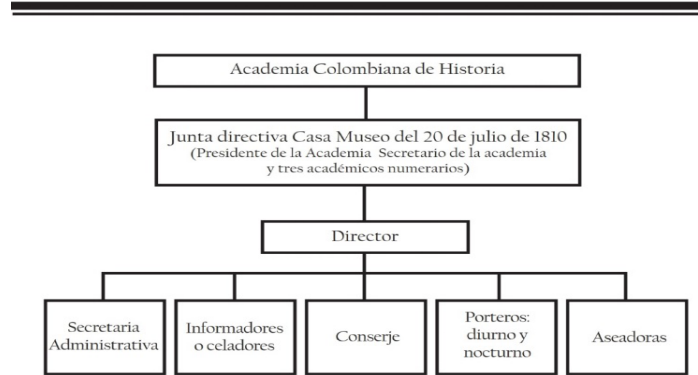 Academia Colombiana de Historia
Junta directiva Casa Museo del 20 de julio de 1810
(Presidente de la Academia Secretario de la academia
y tres académicos numerarios)
Director
Secretaria
Administrativa
Informadores
o celadores
Conserje
Porteros:
diurno y
nocturno
Aseadoras